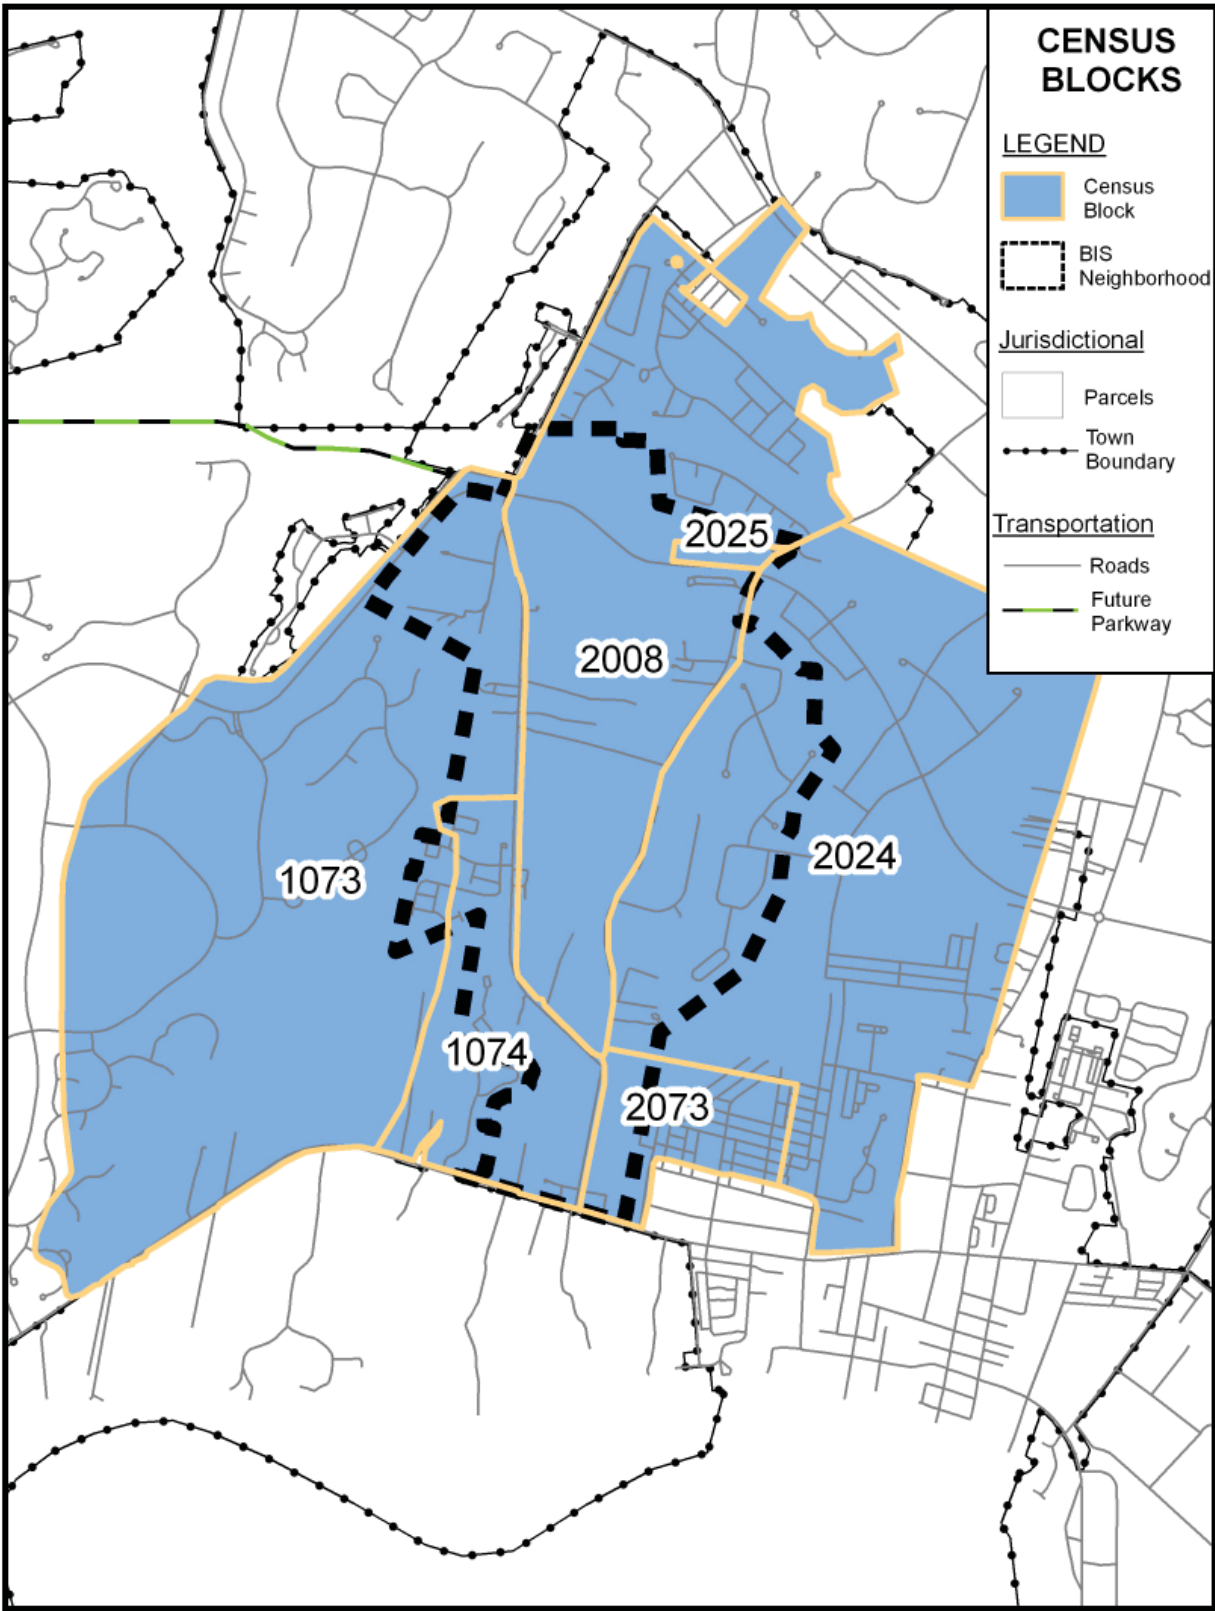 CENSUS
BLOCKS
LEGEND
Census
Block
BIS
Neighborhood
Jurisdictional
Parcels
Town
Boundary
Transportation
Roads
Future
Parkway
2025
2008
2024
1073
1074
2073